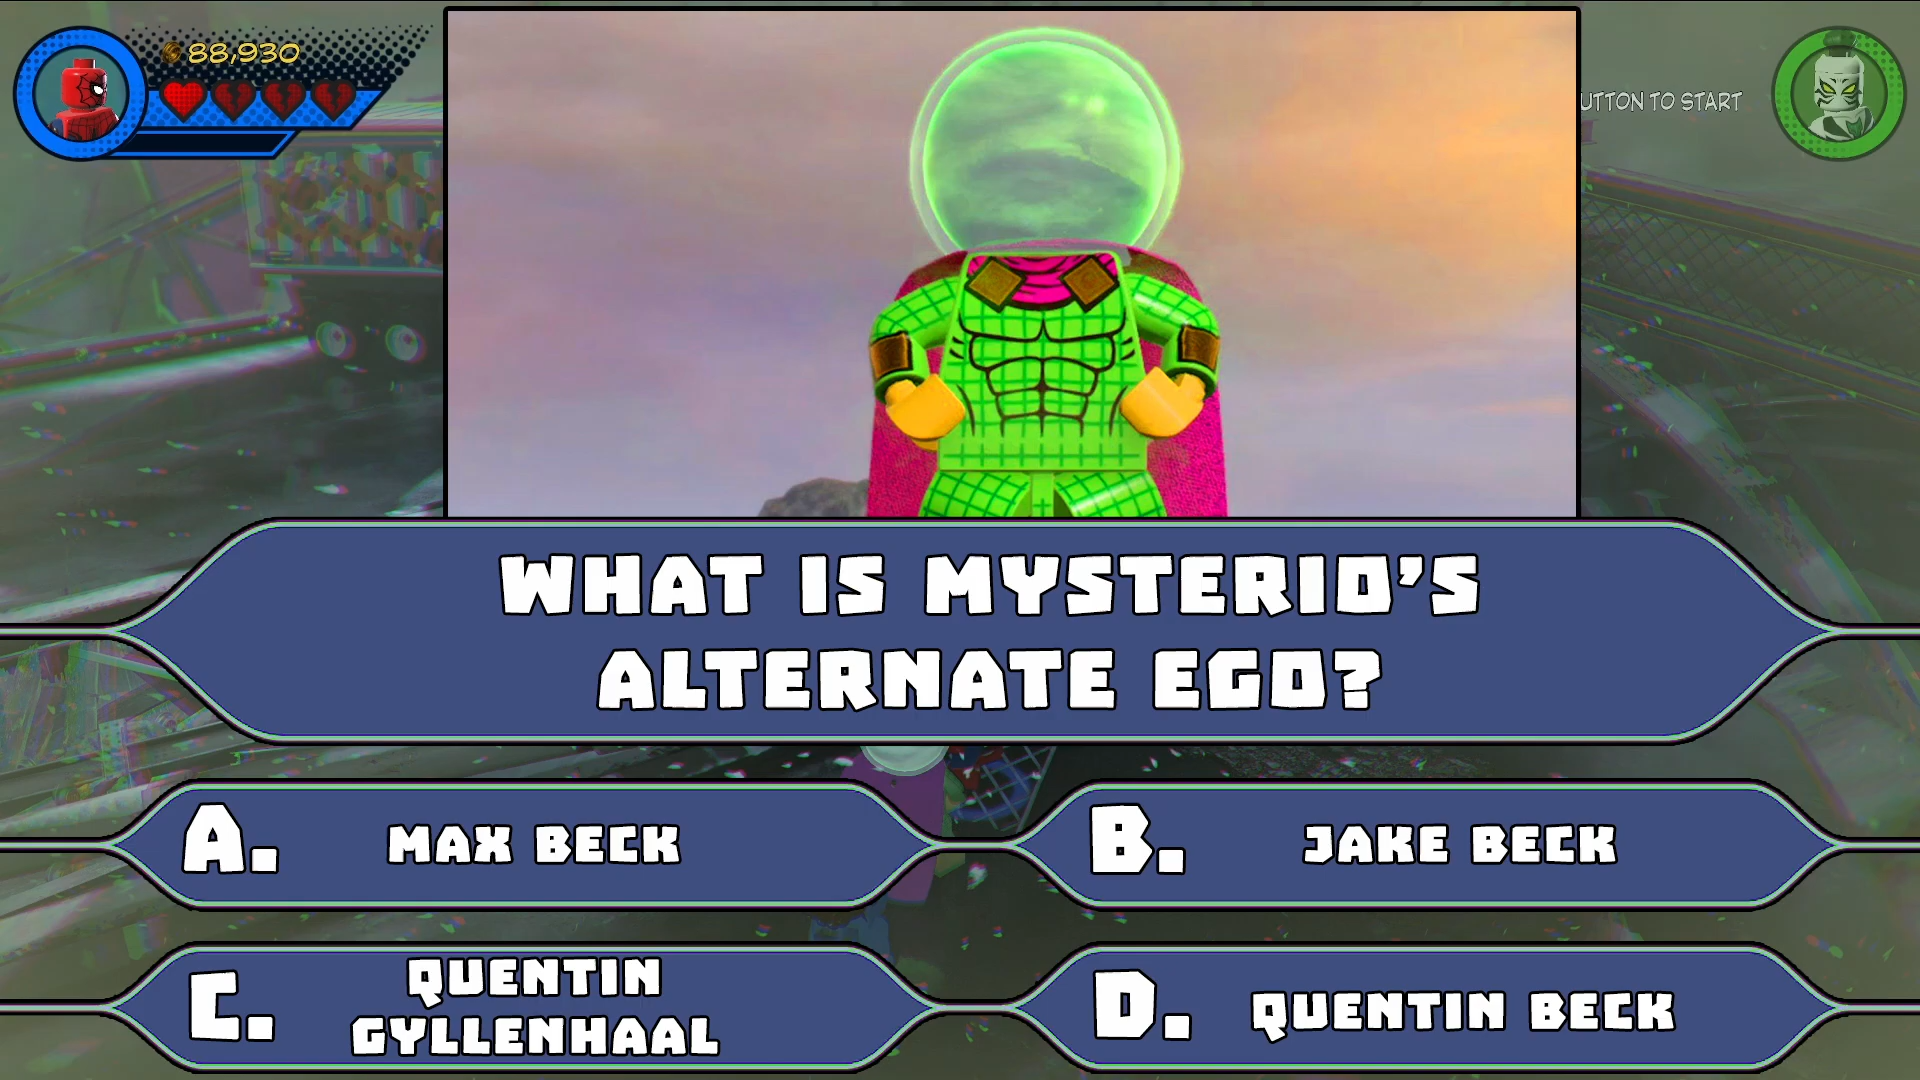 88,930
UTTON TO START
WHAT IS MYSTERIO'S
ALTERNATE EGO?
A. MAX BECK
B. JAKE BECK
C. QUENTIN
GYLLENHAAL
D. QUENTIN BECK